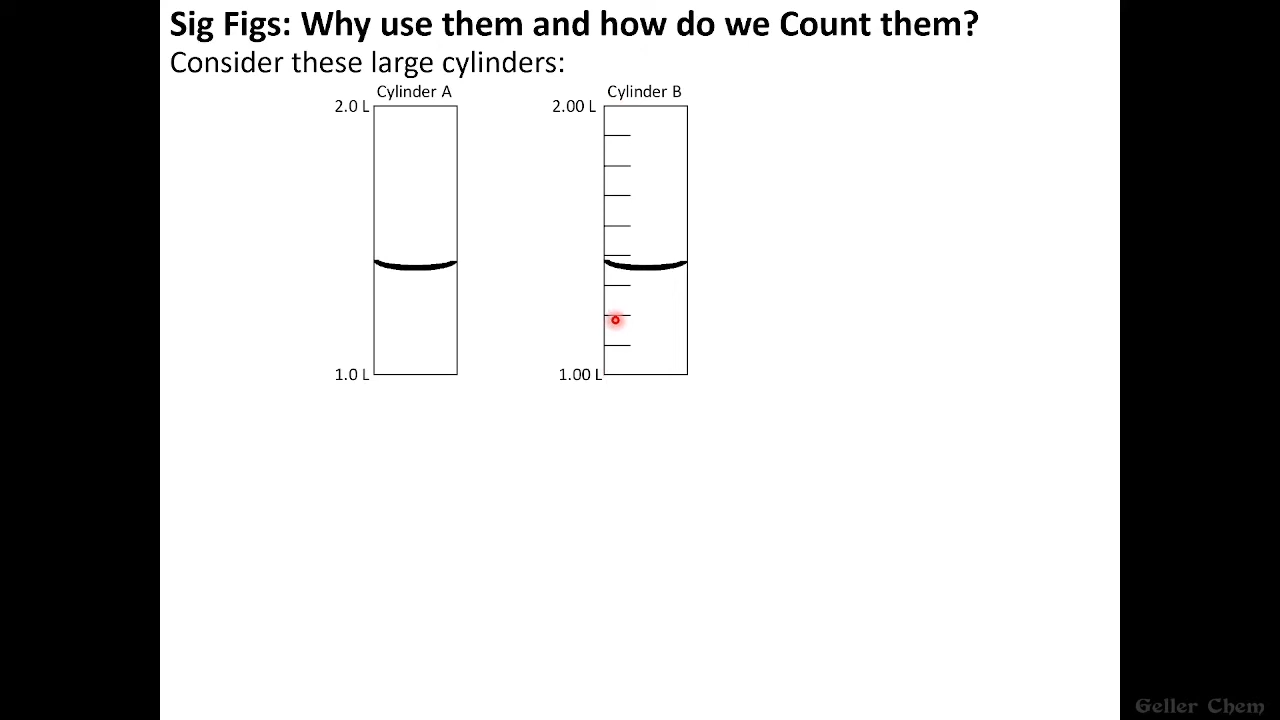 Sig Figs: Why use them and how do we Count them?
Consider these large cylinders:
Cylinder A
Cylinder B
2.0 L
2.00 L
1.0 L
1.00 L
Geller Chem